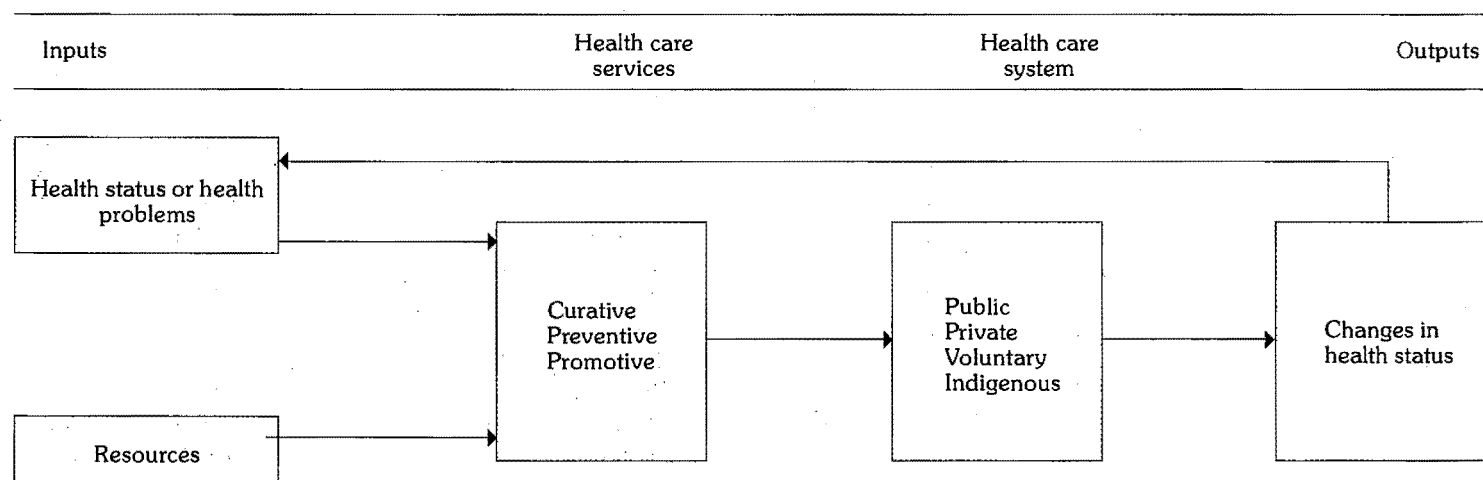 Inputs
Health care
services
Health care
system
Outputs
Health status or health
problems
Curative
Preventive
Promotive
Public
Private
Voluntary
Indigenous
Changes in
health status
Resources